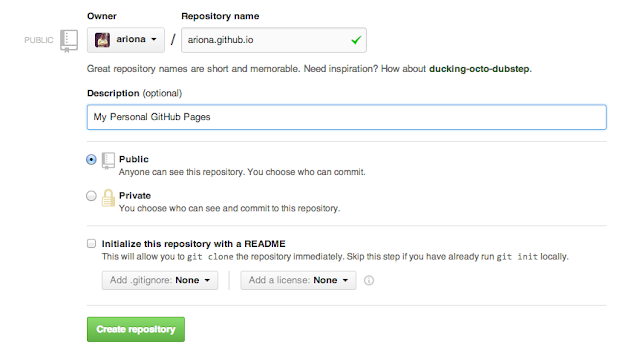 Owner Repository name
PUBLIC ariona / ariona.github.io
Great repository names are short and memorable. Need inspiration? How about ducking-octo-dubstep.
Description (optional)
My Personal GitHub Pages
Public
Anyone can see this repository. You choose who can commit.
Private
You choose who can see and commit to this repository.
Initialize this repository with a README
This will allow you to git clone the repository immediately. Skip this step if you have already run git init locally.
Add .gitignore: None Add a license: None
Create repository